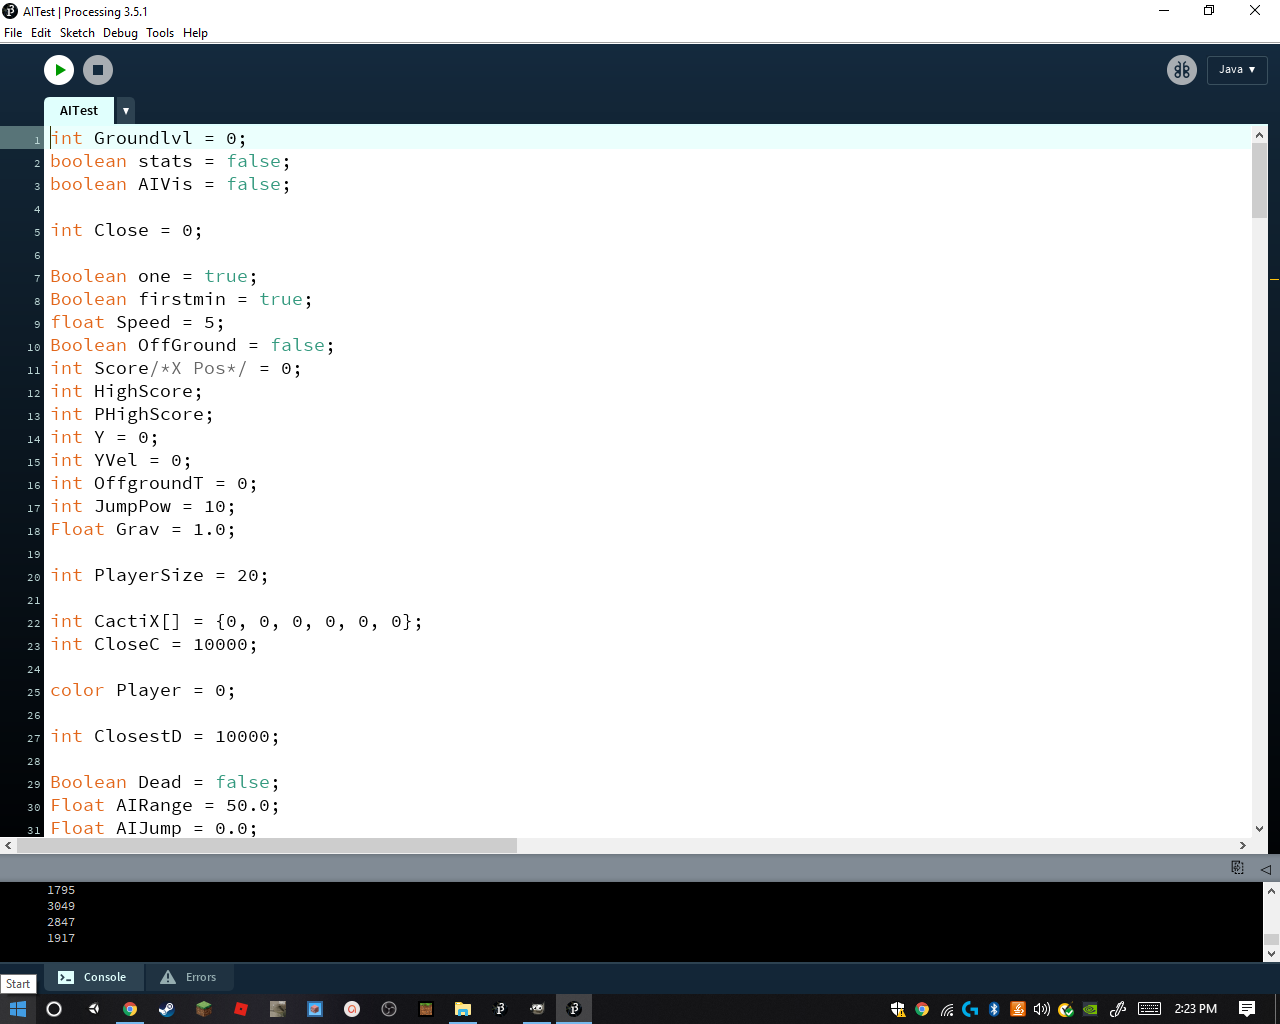 AITest | Processing 3.5.1
File Edit Sketch Debug Tools Help
Java ▼
AITest ▼
1 int Groundlvl = 0;
2 boolean stats = false;
3 boolean AIVis = false;
4
5 int Close = 0;
6
7 Boolean one = true;
8 Boolean firstmin = true;
9 float Speed = 5;
10 Boolean OffGround = false;
11 int Score/*X Pos*/ = 0;
12 int HighScore;
13 int PHighScore;
14 int Y = 0;
15 int YVel = 0;
16 int OffgroundT = 0;
17 int JumpPow = 10;
18 Float Grav = 1.0;
19
20 int PlayerSize = 20;
21
22 int CactiX[] = {0, 0, 0, 0, 0, 0};
23 int CloseC = 10000;
24
25 color Player = 0;
26
27 int ClosestD = 10000;
28
29 Boolean Dead = false;
30 Float AIRange = 50.0;
31 Float AIJump = 0.0;
1795
3049
2847
1917
Console Errors
Start
2:23 PM